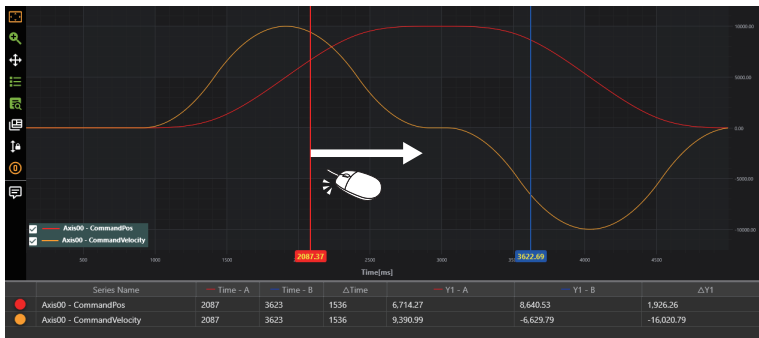 10000.00
5000.00
0.00
-5000.00
-10000.00
Axis00 - CommandPos
Axis00 - CommandVelocity
500 1000 1500 2087.37 2500 3000 3622.69 4000 4500
Time[ms]
Series Name Time - A Time - B △Time Y1 - A Y1 - B △Y1
Axis00 - CommandPos 2087 3623 1536 6,714.27 8,640.53 1,926.26
Axis00 - CommandVelocity 2087 3623 1536 9,390.99 -6,629.79 -16,020.79